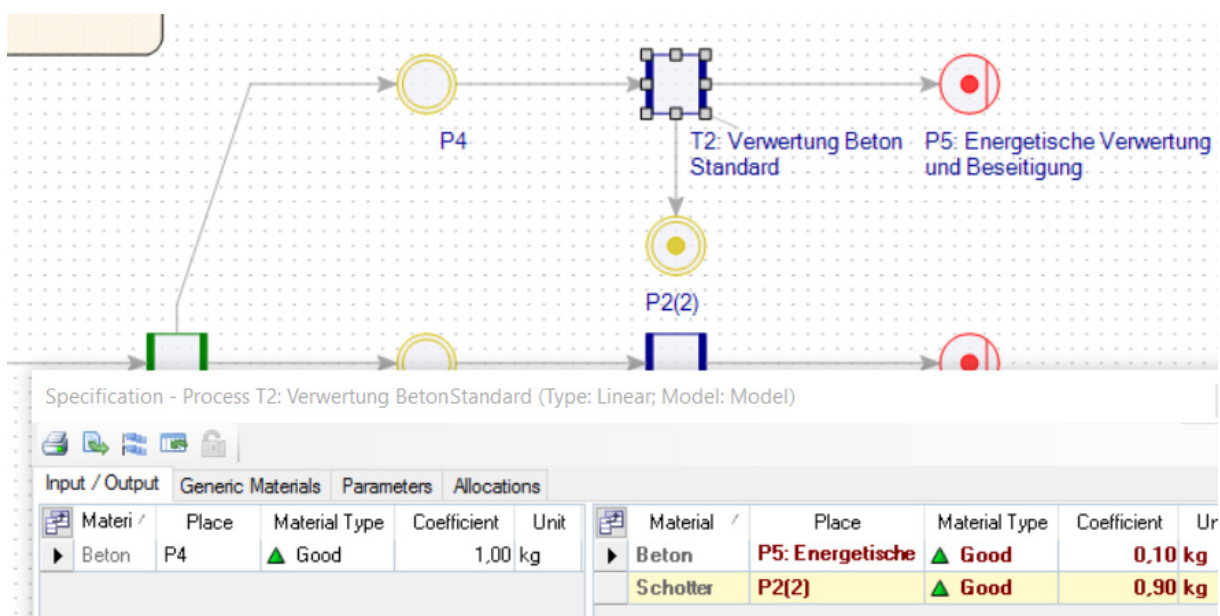 P4
T2: Verwertung Beton
Standard
P5: Energetische Verwertung
und Beseitigung
P2(2)
Specification - Process T2: Verwertung BetonStandard (Type: Linear; Model: Model)
Input / Output Generic Materials Parameters Allocations
Materi Place Material Type Coefficient Unit Material Place Material Type Coefficient Un
Beton P4 Good 1,00 kg Beton P5: Energetische Good 0,10 kg
Schotter P2(2) Good 0,90 kg